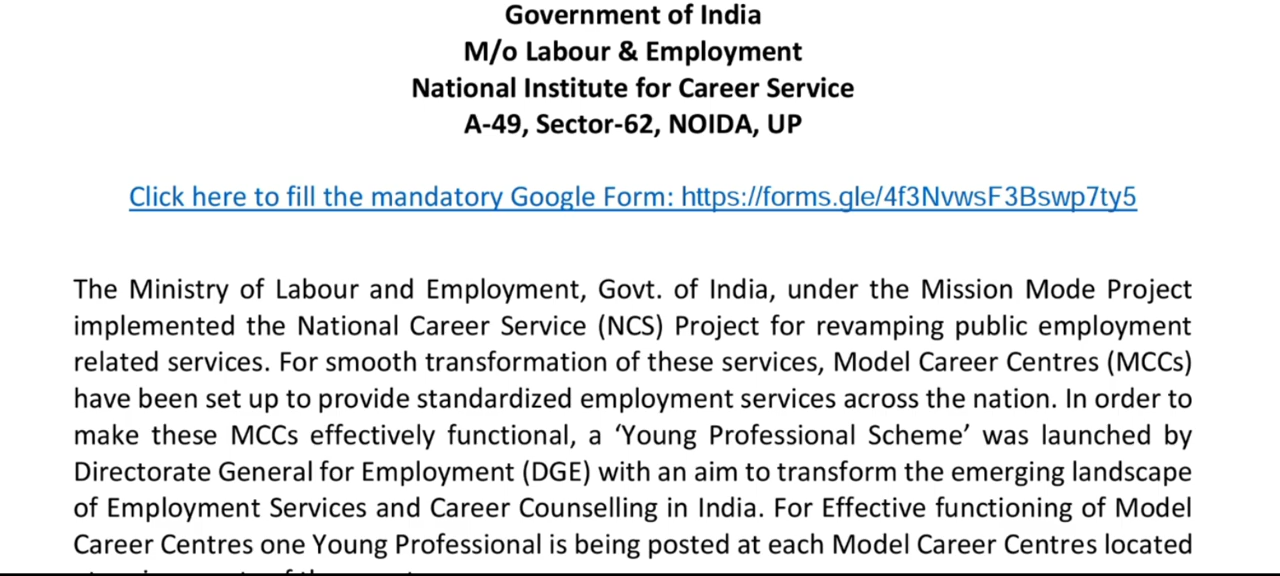 Government of India
M/o Labour & Employment
National Institute for Career Service
A-49, Sector-62, NOIDA, UP
Click here to fill the mandatory Google Form: https://forms.gle/4f3NvwsF3Bswp7ty5
The Ministry of Labour and Employment, Govt. of India, under the Mission Mode Project
implemented the National Career Service (NCS) Project for revamping public employment
related services. For smooth transformation of these services, Model Career Centres (MCCs)
have been set up to provide standardized employment services across the nation. In order to
make these MCCs effectively functional, a ‘Young Professional Scheme’ was launched by
Directorate General for Employment (DGE) with an aim to transform the emerging landscape
of Employment Services and Career Counselling in India. For Effective functioning of Model
Career Centres one Young Professional is being posted at each Model Career Centres located